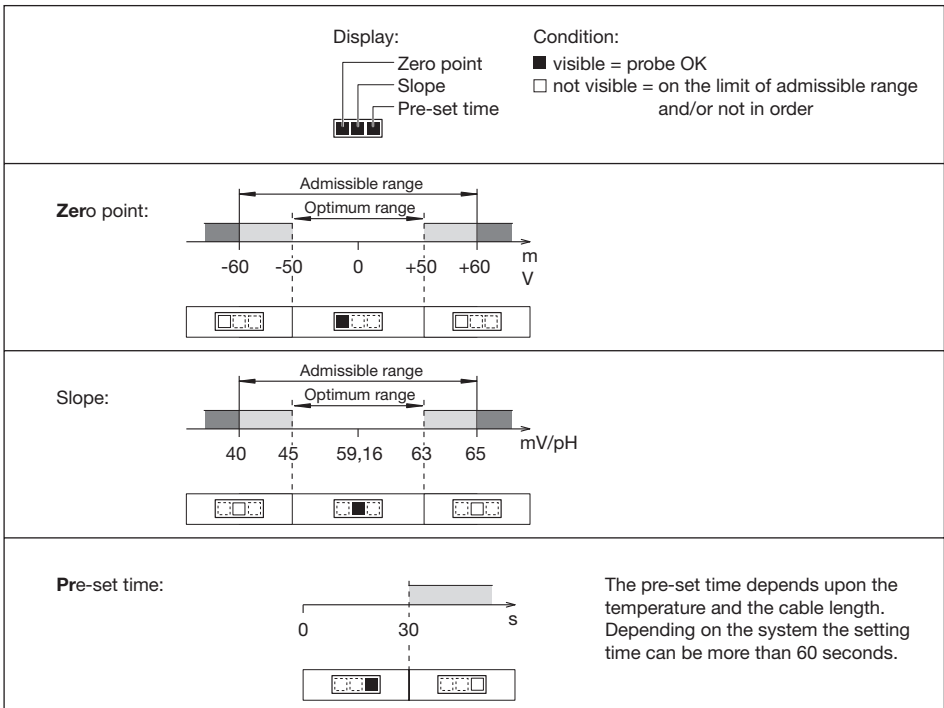 Display:
Zero point
Slope
Pre-set time
Condition:
■ visible = probe OK
□ not visible = on the limit of admissible range
and/or not in order
Zero point:
Admissible range
Optimum range
-60 -50 0 +50 +60 m
V
Slope:
Admissible range
Optimum range
40 45 59,16 63 65 mV/pH
Pre-set time:
0 30 s
The pre-set time depends upon the
temperature and the cable length.
Depending on the system the setting
time can be more than 60 seconds.